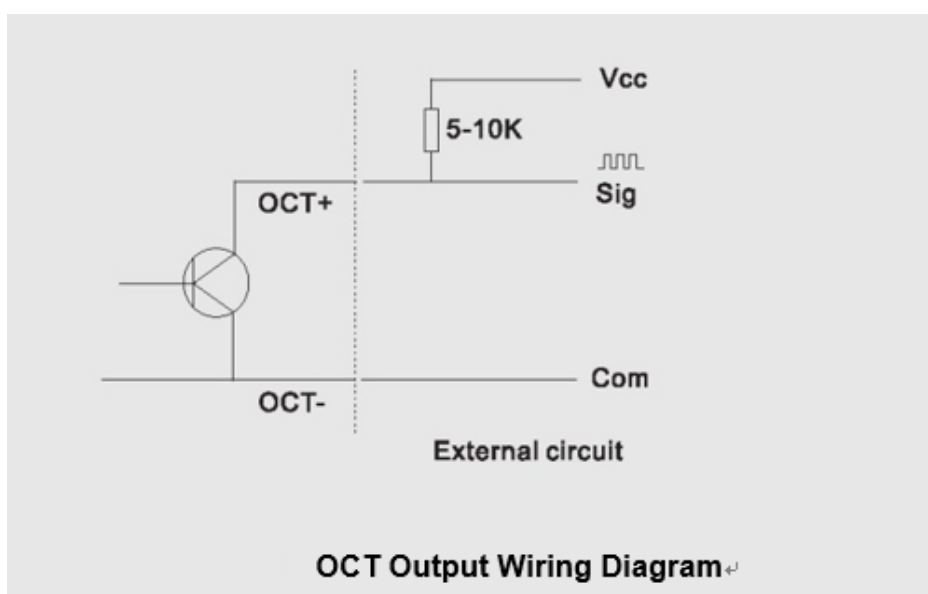 Vcc
5-10K
Sig
OCT+
Com
OCT-
External circuit
OCT Output Wiring Diagram↵